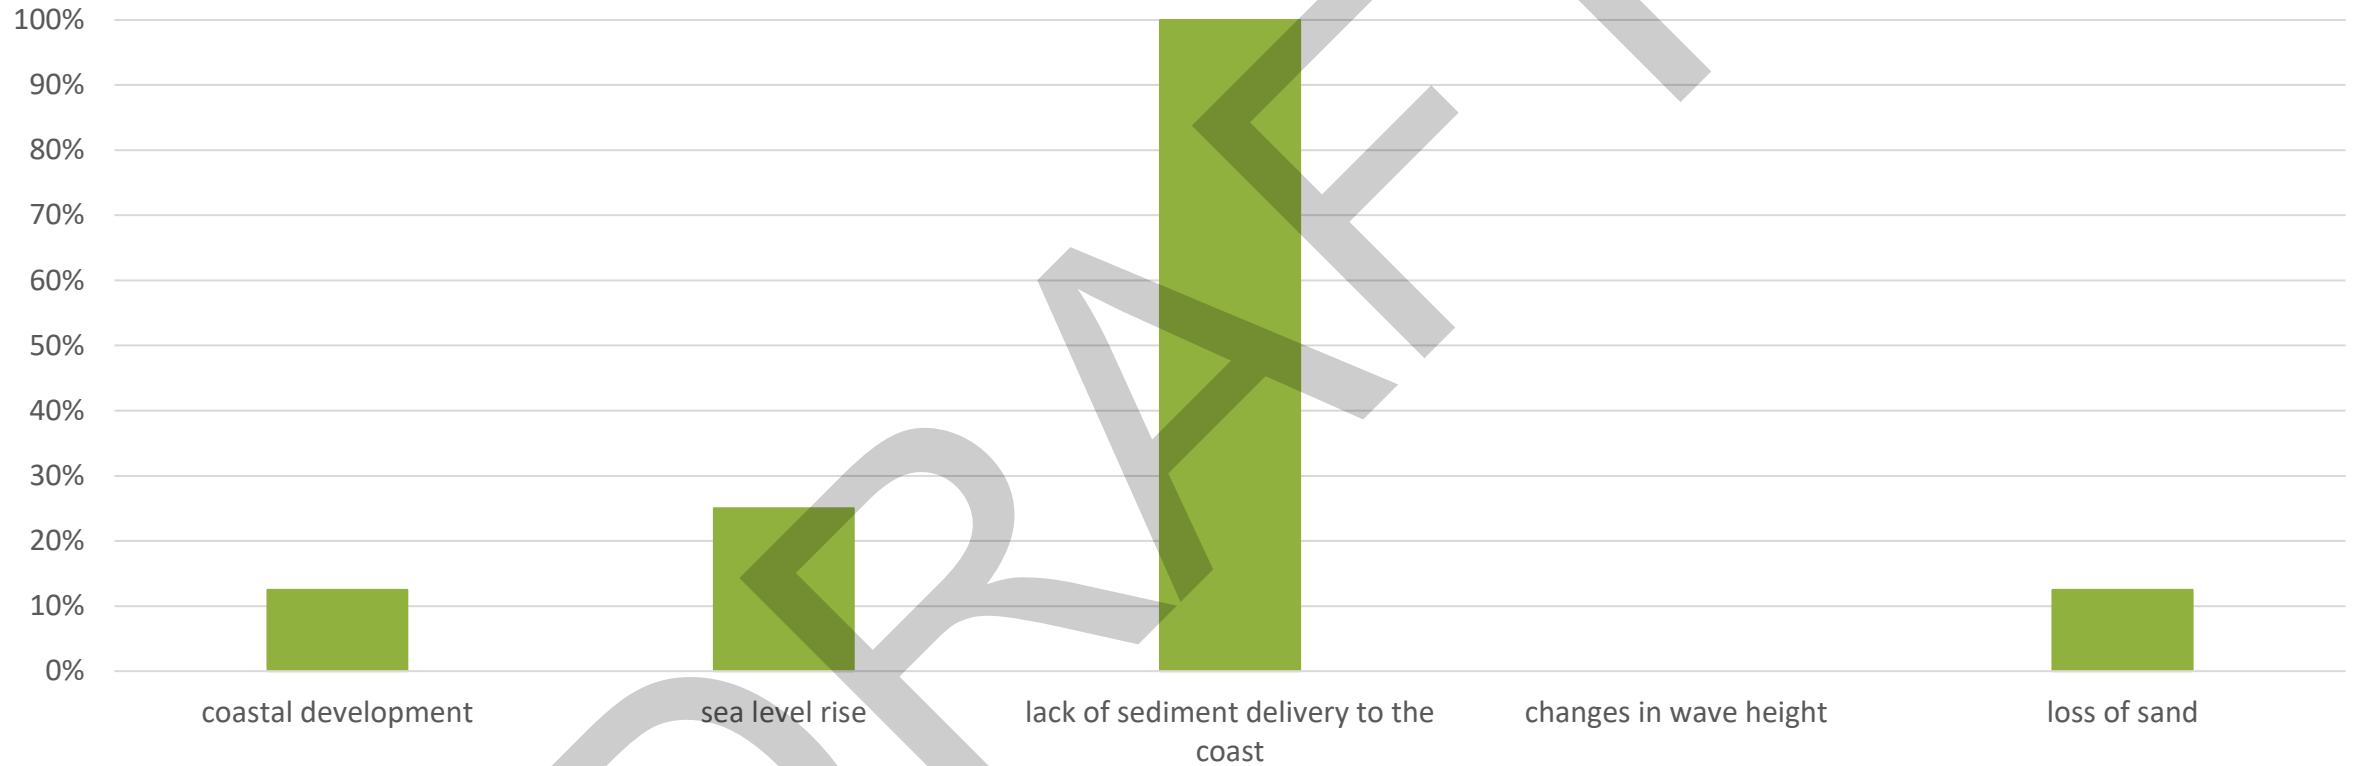 100%
90%
80%
70%
60%
50%
40%
30%
20%
10%
0%
coastal development
sea level rise
lack of sediment delivery to the
coast
changes in wave height
loss of sand
DRAFT